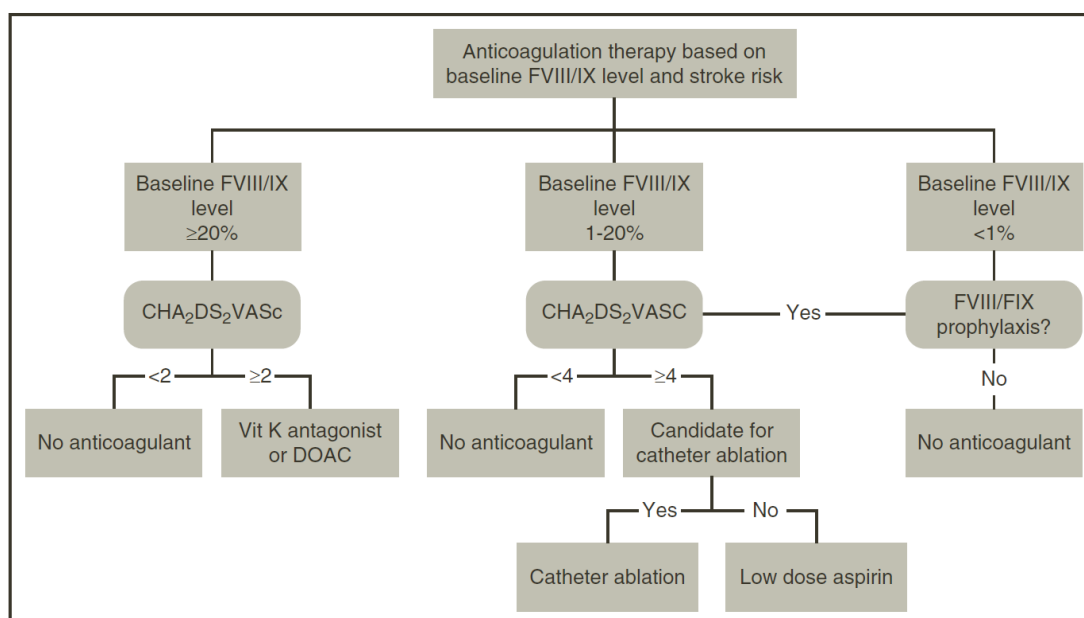 Anticoagulation therapy based on
baseline FVIII/IX level and stroke risk
Baseline FVIII/IX
level
≥20%
Baseline FVIII/IX
level
1-20%
Baseline FVIII/IX
level
<1%
CHA₂DS₂VASc
CHA₂DS₂VASC
Yes
FVIII/FIX
prophylaxis?
<2
≥2
<4
≥4
No
No anticoagulant
Vit K antagonist
or DOAC
No anticoagulant
Candidate for
catheter ablation
No anticoagulant
Yes
No
Catheter ablation
Low dose aspirin